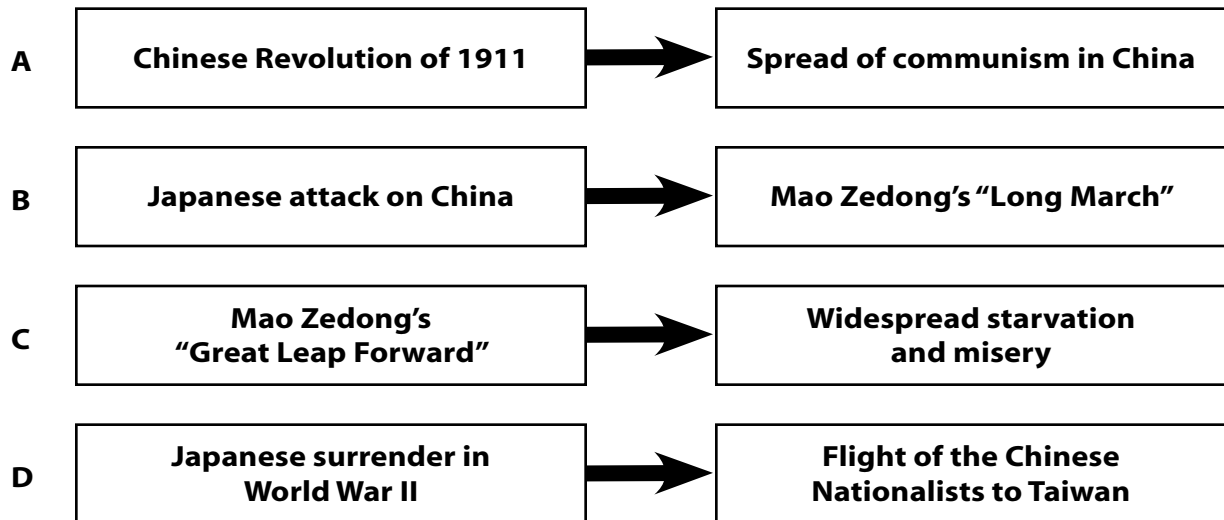 A
Chinese Revolution of 1911
Spread of communism in China
B
Japanese attack on China
Mao Zedong’s “Long March”
C
Mao Zedong’s
“Great Leap Forward”
Widespread starvation
and misery
D
Japanese surrender in
World War II
Flight of the Chinese
Nationalists to Taiwan